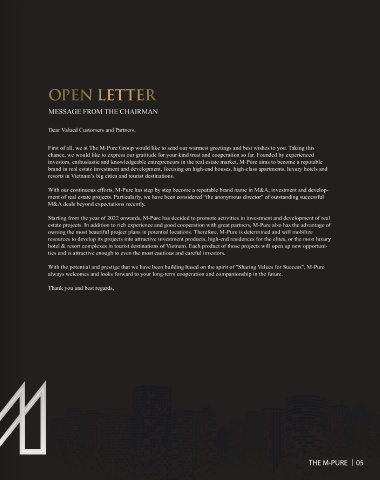 OPEN LETTER
MESSAGE FROM THE CHAIRMAN
Dear Valued Customers and Partners,
First of all, we at The M-Pure Group would like to send our warmest greetings and best wishes to you. Taking this
chance, we would like to express our gratitude for your kind trust and cooperation so far. Founded by experienced
investors, enthusiastic and knowledgeable entrepreneurs in the real estate market, M-Pure aims to become a reputable
brand in real estate investment and development, focusing on high-end houses, high-class apartments, luxury hotels and
resorts in Vietnam's big cities and tourist destinations.
With our continuous efforts, M-Pure has step by step become a reputable brand name in M&A, investment and develop-
ment of real estate projects. Particularly, we have been considered "the anonymous director" of outstanding successful
M&A deals beyond expectations recently.
Starting from the year of 2022 onwards, M-Pure has decided to promote activities in investment and development of real
estate projects. In addition to rich experience and good cooperation with great partners, M-Pure also has the advantage of
owning the most beautiful project plans in potential locations. Therefore, M-Pure is determined and will mobilize
resources to develop its projects into attractive investment products, high-end residences for the elites, or the most luxury
hotel & resort complexes in tourist destinations of Vietnam. Each product of those projects will open up new opportuni-
ties and is attractive enough to even the most cautious and careful investors.
With the potential and prestige that we have been building based on the spirit of "Sharing Values for Success", M-Pure
always welcomes and looks forward to your long-term cooperation and companionship in the future.
Thank you and best regards,
THE M-PURE | 05